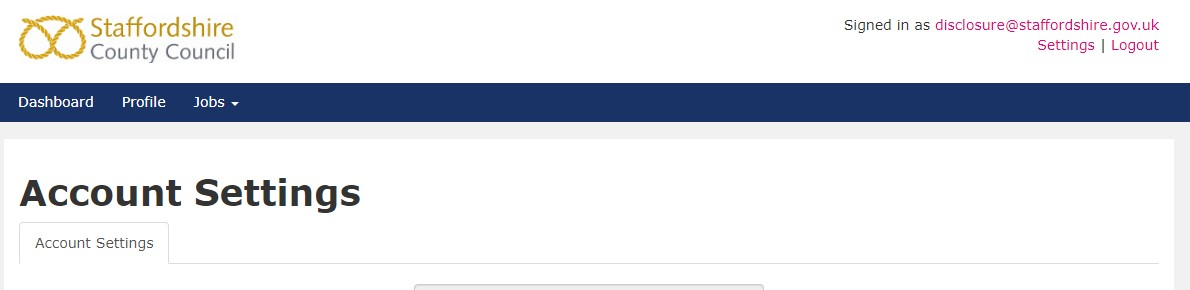 Staffordshire
County Council
Signed in as disclosure@staffordshire.gov.uk
Settings | Logout
Dashboard Profile Jobs
Account Settings
Account Settings